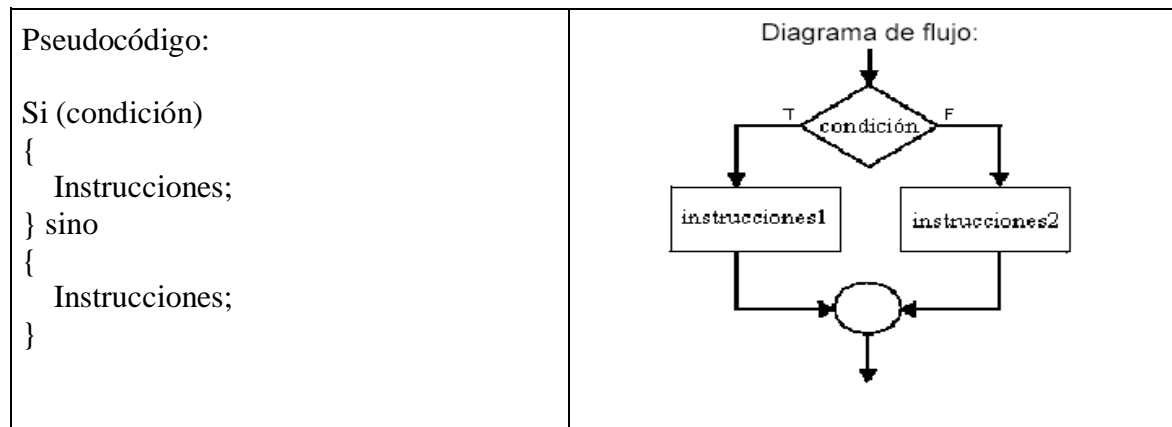 Pseudocódigo:
Si (condición)
{
Instrucciones;
} sino
{
Instrucciones;
}
Diagrama de flujo:
T
condición
F
instrucciones1
instrucciones2